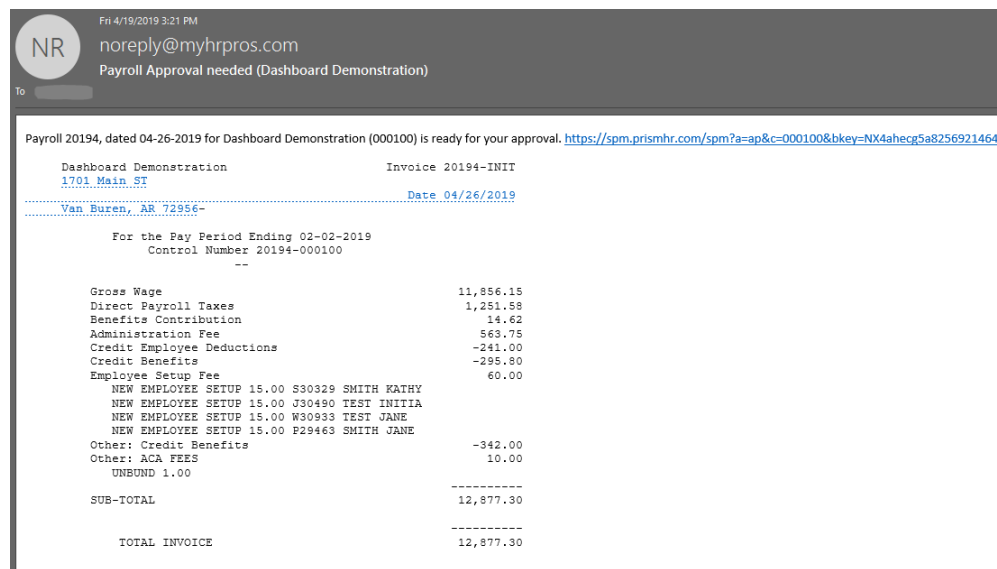 Fri 4/19/2019 3:21 PM
NR
noreply@myhrpros.com
Payroll Approval needed (Dashboard Demonstration)
To
Payroll 20194, dated 04-26-2019 for Dashboard Demonstration (000100) is ready for your approval. https://spm.prismhr.com/spm?a=ap&c=000100&bkey=NX4ahecg5a8256921464
Dashboard Demonstration Invoice 20194-INIT
1701 Main ST
Date 04/26/2019
Van Buren, AR 72956-
For the Pay Period Ending 02-02-2019
Control Number 20194-000100
--
Gross Wage 11,856.15
Direct Payroll Taxes 1,251.58
Benefits Contribution 14.62
Administration Fee 563.75
Credit Employee Deductions -241.00
Credit Benefits -295.80
Employee Setup Fee 60.00
NEW EMPLOYEE SETUP 15.00 S30329 SMITH KATHY
NEW EMPLOYEE SETUP 15.00 J30490 TEST INITIA
NEW EMPLOYEE SETUP 15.00 W30933 TEST JANE
NEW EMPLOYEE SETUP 15.00 P29463 SMITH JANE
Other: Credit Benefits -342.00
Other: ACA FEES 10.00
UNBUND 1.00
----------
SUB-TOTAL 12,877.30
----------
TOTAL INVOICE 12,877.30